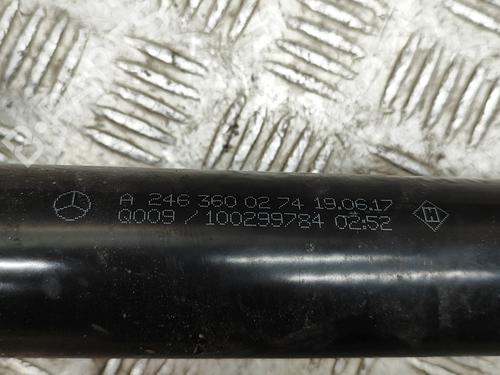 A 246 360 02 74 19.06.17
Q009 / 100299784 02:52
H